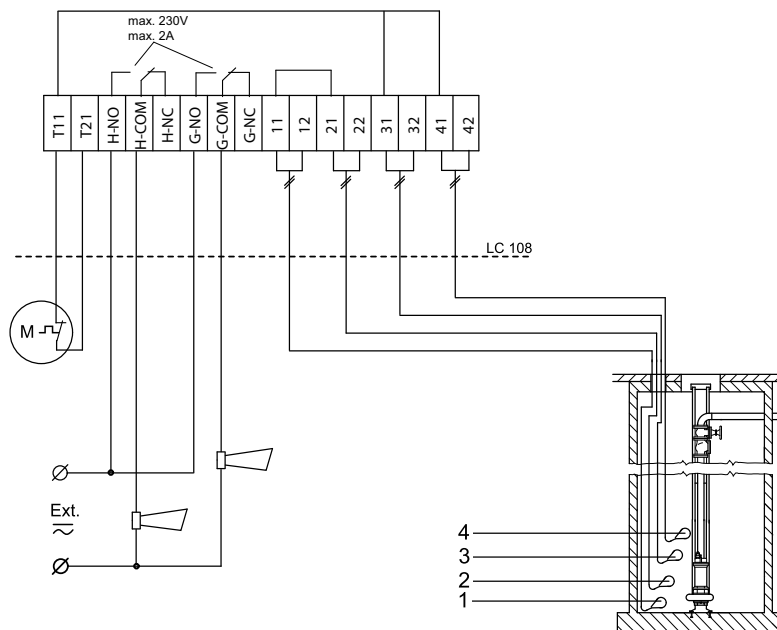 max. 230V
max. 2A
T11
T21
H-NO
H-COM
H-NC
G-NO
G-COM
G-NC
11
12
21
22
31
32
41
42
LC 108
M
Ext.
4
3
2
1